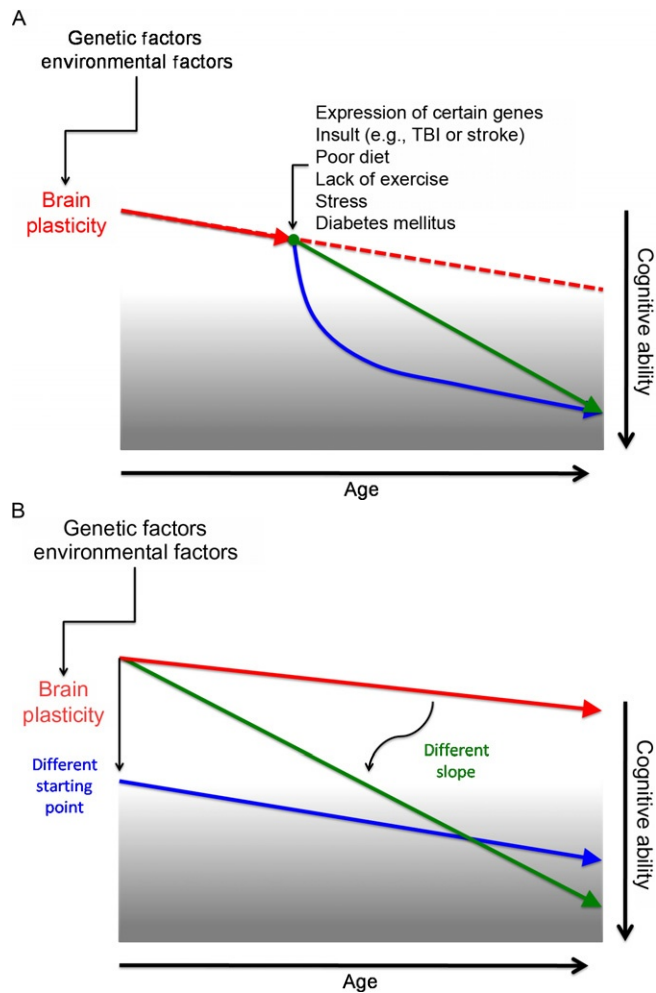 A
Genetic factors
environmental factors
Expression of certain genes
Insult (e.g., TBI or stroke)
Poor diet
Lack of exercise
Stress
Diabetes mellitus
Brain
plasticity
Cognitive ability
Age
B
Genetic factors
environmental factors
Brain
plasticity
Different
starting
point
Different
slope
Cognitive ability
Age